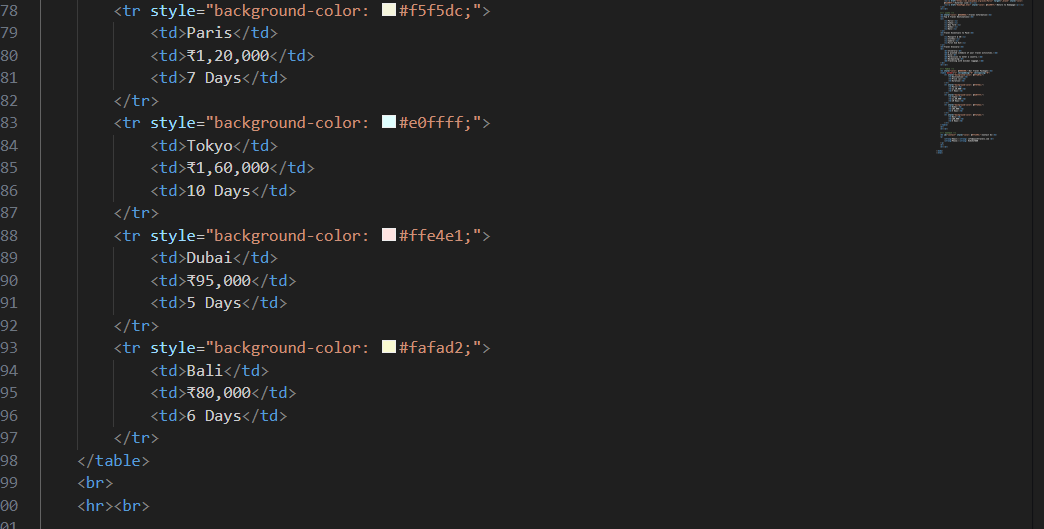 78 <tr style="background-color: #f5f5dc;">
79 <td>Paris</td>
80 <td>₹1,20,000</td>
81 <td>7 Days</td>
82 </tr>
83 <tr style="background-color: #e0ffff;">
84 <td>Tokyo</td>
85 <td>₹1,60,000</td>
86 <td>10 Days</td>
87 </tr>
88 <tr style="background-color: #ffe4e1;">
89 <td>Dubai</td>
90 <td>₹95,000</td>
91 <td>5 Days</td>
92 </tr>
93 <tr style="background-color: #fafad2;">
94 <td>Bali</td>
95 <td>₹80,000</td>
96 <td>6 Days</td>
97 </tr>
98 </table>
99 <br>
00 <hr><br>
01